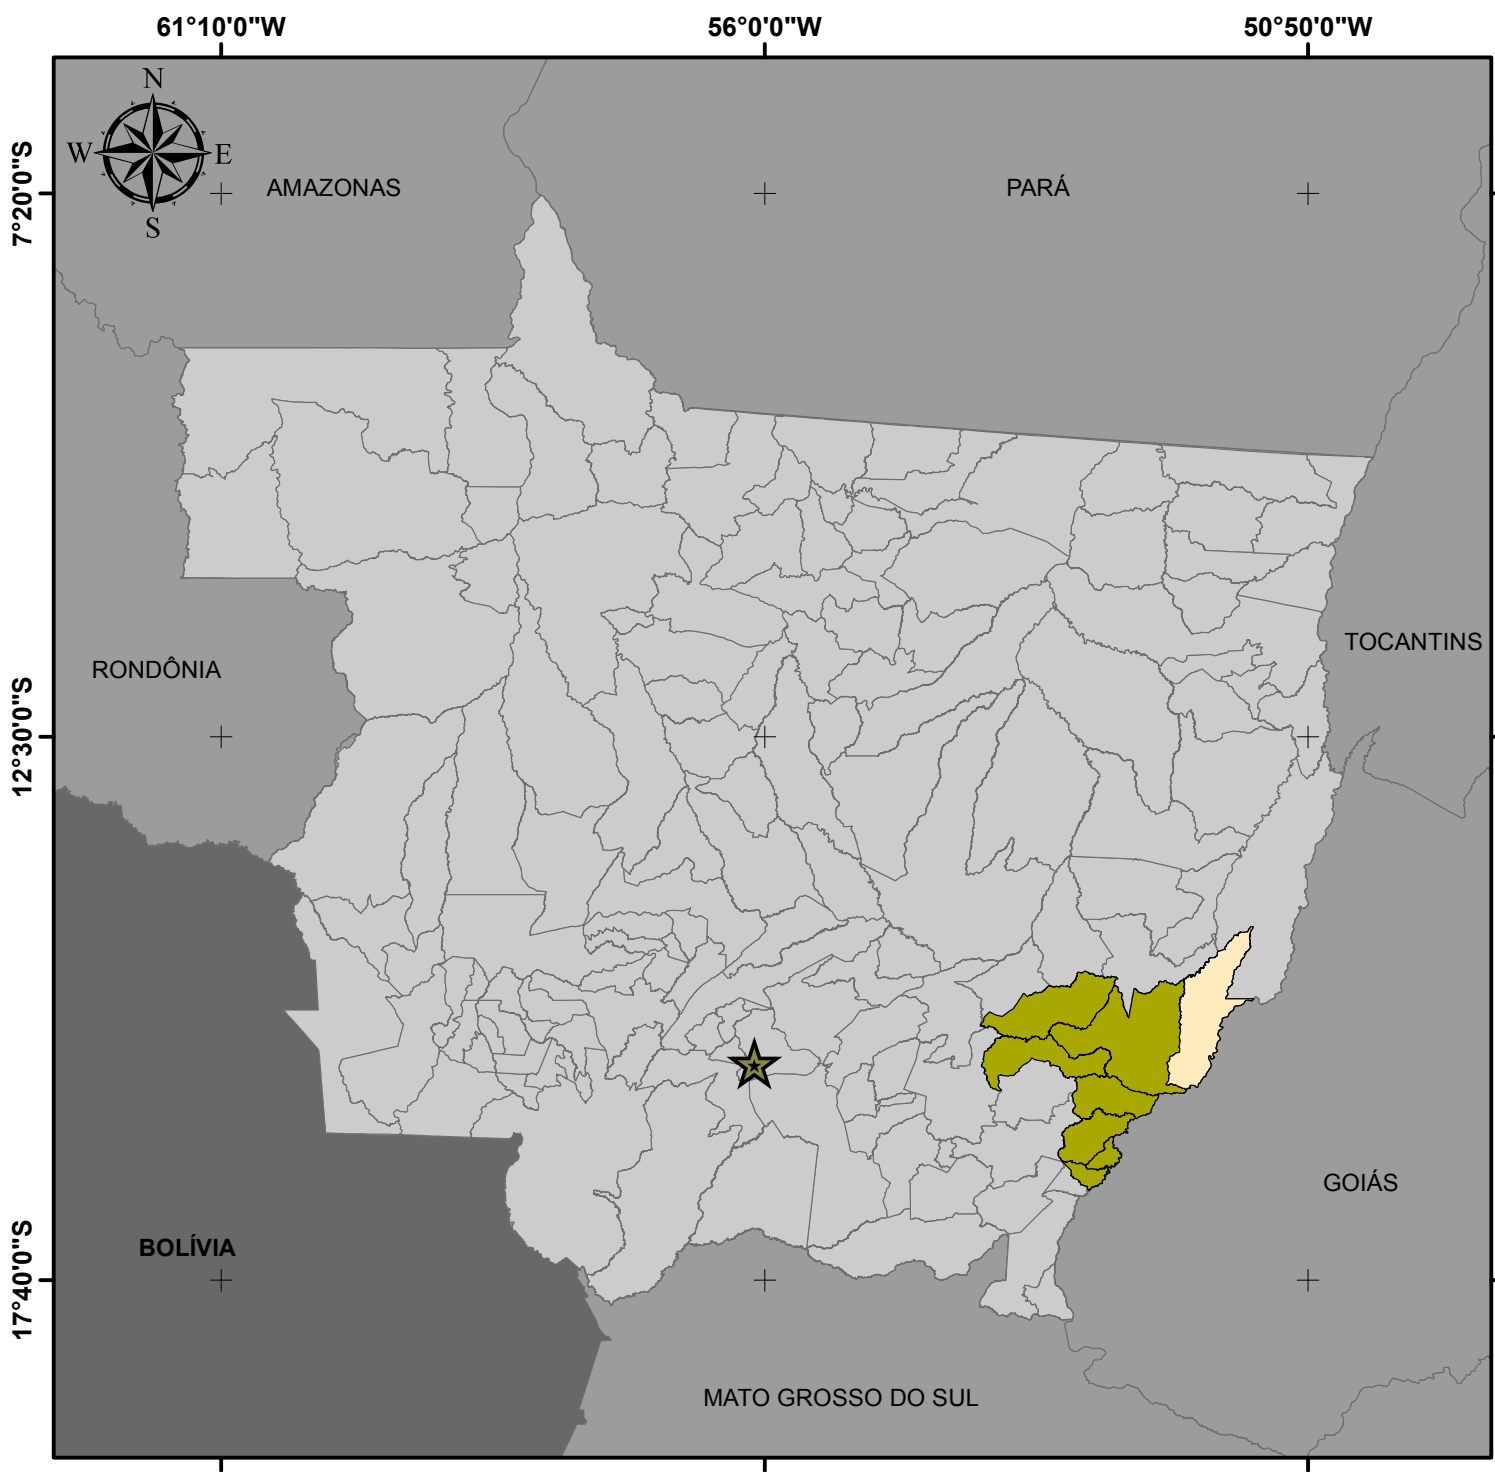 61°10'0"W 56°0'0"W 50°50'0"W
N
W E
S
7°20'0"S
AMAZONAS PARÁ
TOCANTINS
RONDÔNIA
12°30'0"S
GOIÁS
BOLÍVIA
17°40'0"S
MATO GROSSO DO SUL